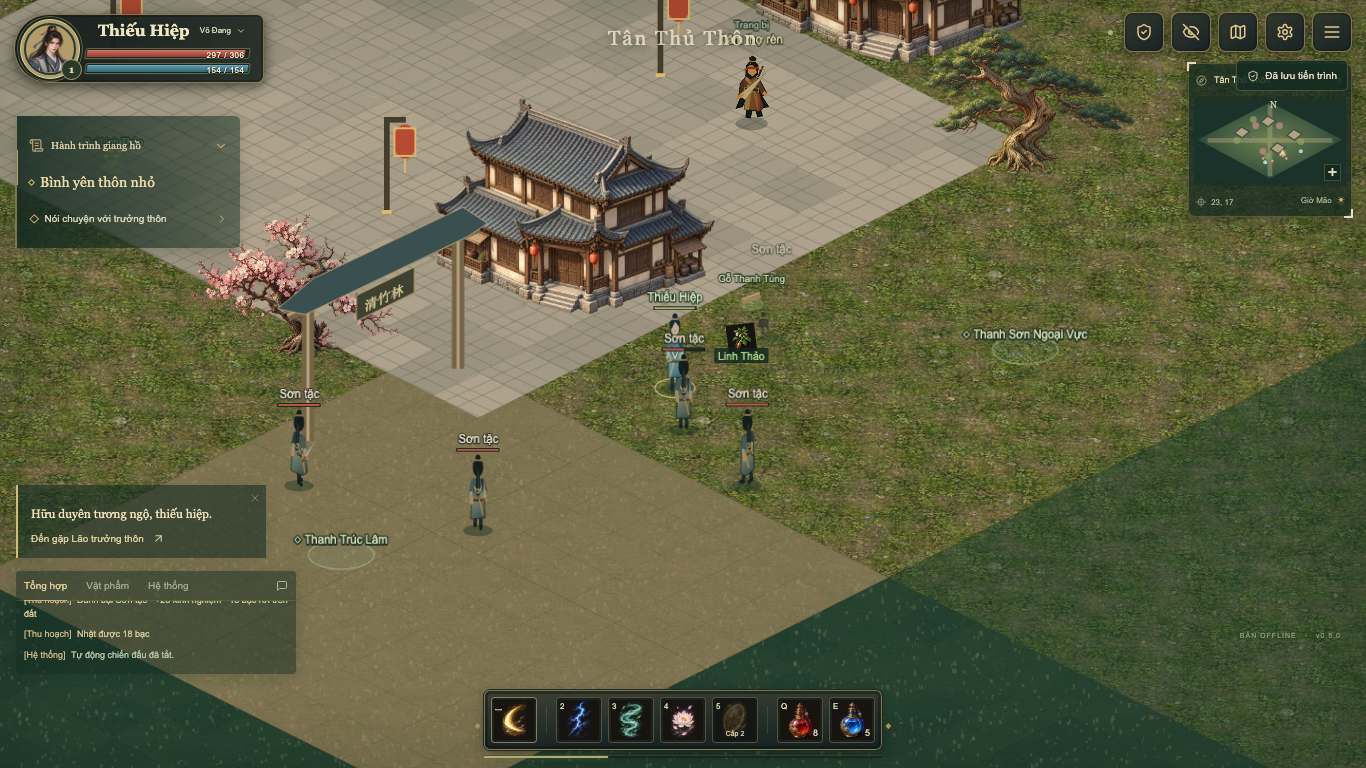 Thiếu Hiệp
Võ Đang
297 / 306
154 / 154
1
Trang bị
Tân Thủ Thôn
Đã lưu tiến trình
N
23, 17
Giờ Mão
Hành trình giang hồ
Bình yên thôn nhỏ
Nói chuyện với trưởng thôn
清竹林
Sơn tặc
Gỗ Thanh Tùng
Thiếu Hiệp
Sơn tặc
Linh Thảo
Thanh Sơn Ngoại Vực
Sơn tặc
Sơn tặc
Sơn tặc
Thanh Trúc Lâm
Hữu duyên tương ngộ, thiếu hiệp.
Đến gặp Lão trưởng thôn
Tổng hợp
Vật phẩm
Hệ thống
đất
[Thu hoạch] Nhặt được 18 bạc
[Hệ thống] Tự động chiến đấu đã tắt.
BẢN OFFLINE · v0.5.0
2
3
4
5
Cấp 2
Q
8
E
5